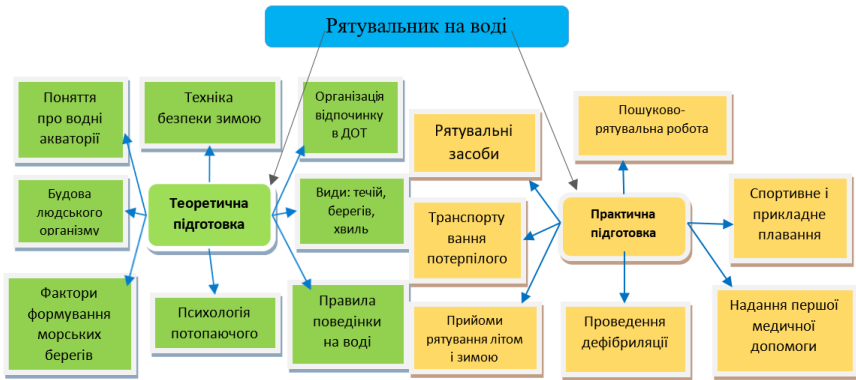 Рятувальник на воді
Поняття
про водні
акваторії
Техніка
безпеки зимою
Організація
відпочинку
в ДОТ
Будова
людського
організму
Теоретична
підготовка
Види: течій,
берегів,
хвиль
Фактори
формування
морських
берегів
Психологія
потопаючого
Правила
поведінки
на воді
Рятувальні
засоби
Пошуково-
рятувальна робота
Транспорту
вання
потерпілого
Практична
підготовка
Спортивне і
прикладне
плавання
Прийоми
рятування літом
і зимою
Проведення
дефібриляції
Надання першої
медичної
допомоги